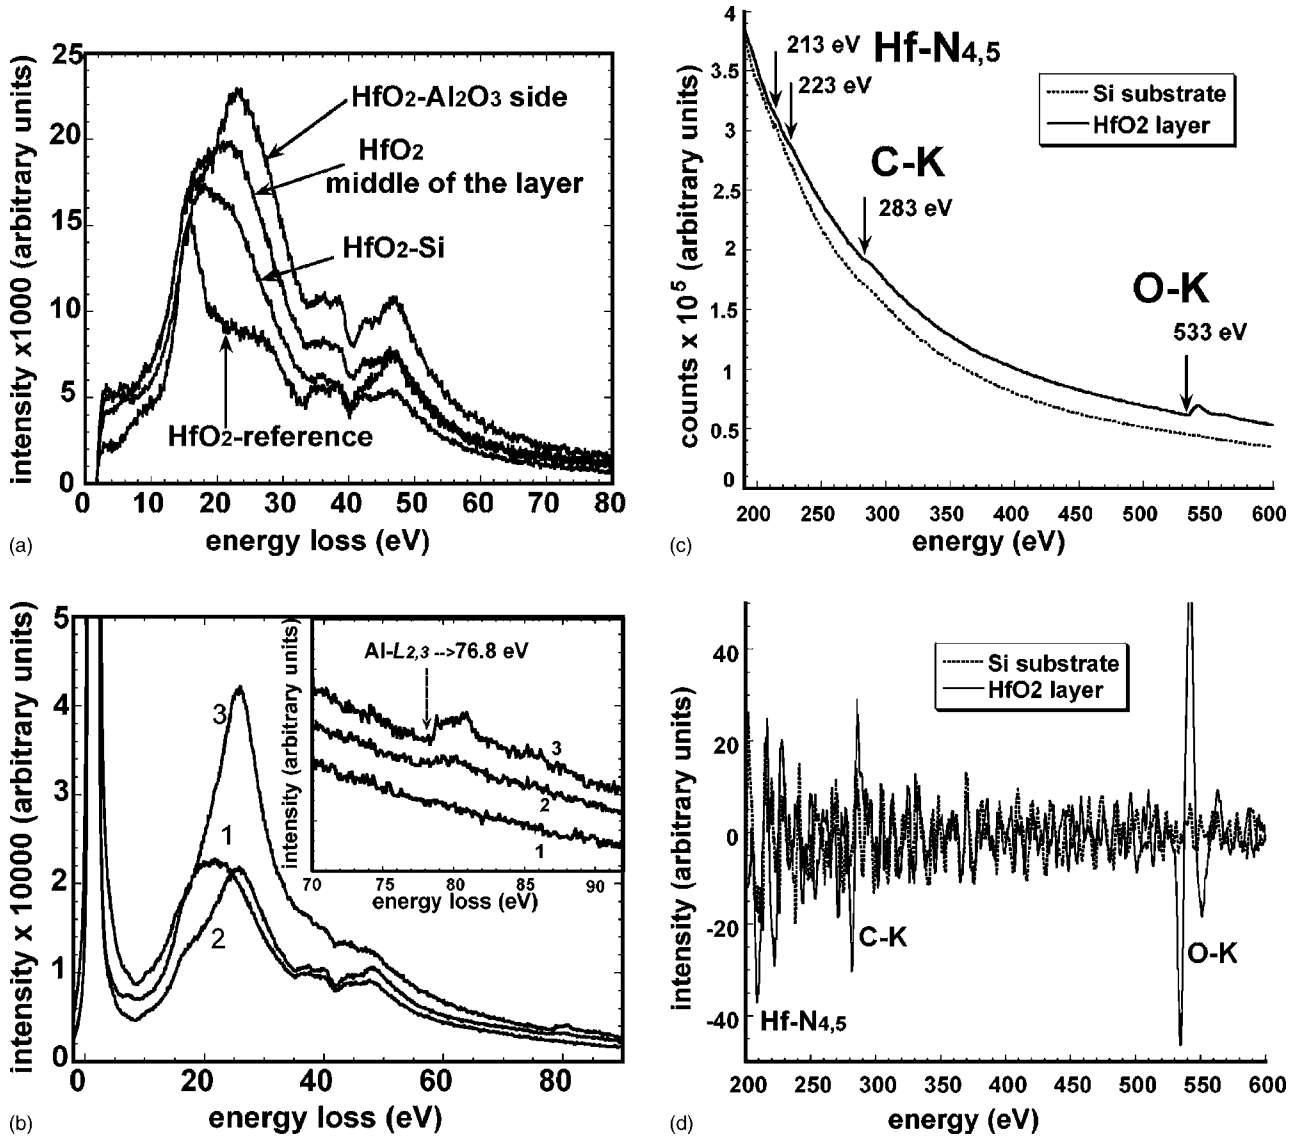 25
20
15
10
5
0
0 10 20 30 40 50 60 70 80
intensity x1000 (arbitrary units)
HfO2-Al2O3 side
HfO2
middle of the layer
HfO2-Si
HfO2-reference
energy loss (eV)
(a)
4
3.5
3
2.5
2
1.5
1
0.5
0
200 250 300 350 400 450 500 550 600
counts x 10^5 (arbitrary units)
213 eV
Hf-N4,5
223 eV
Si substrate
HfO2 layer
C-K
283 eV
O-K
533 eV
energy (eV)
(c)
5
4
3
2
1
0
0 20 40 60 80
intensity x 10000 (arbitrary units)
3
1
2
intensity (arbitrary units)
Al-L2,3 -->76.8 eV
3
2
1
70 75 80 85 90
energy loss (eV)
energy loss (eV)
(b)
40
20
0
-20
-40
200 250 300 350 400 450 500 550 600
intensity (arbitrary units)
Si substrate
HfO2 layer
C-K
O-K
Hf-N4,5
energy (eV)
(d)